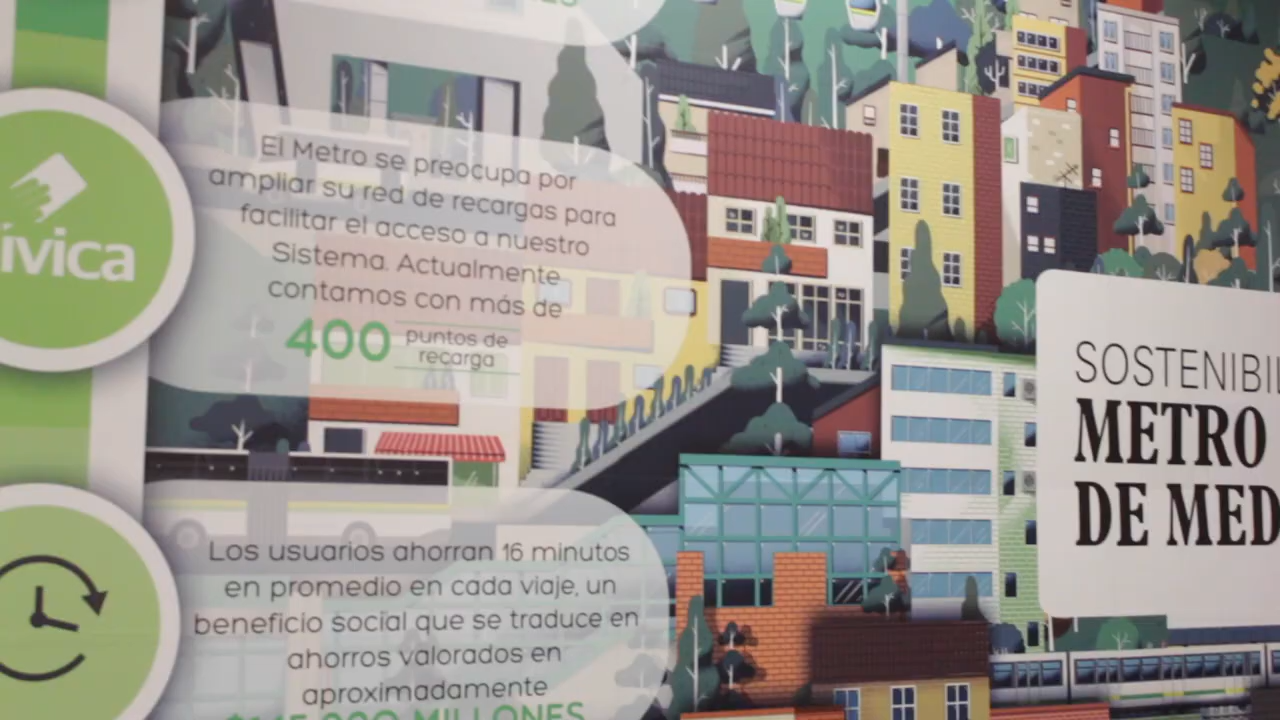 El Metro se preocupa por
ampliar su red de recargas para
facilitar el acceso a nuestro
Sistema. Actualmente
contamos con más de
400 puntos de
recarga
ívica
Los usuarios ahorran 16 minutos
en promedio en cada viaje, un
beneficio social que se traduce en
ahorros valorados en
aproximadamente
MILLONES
SOSTENIBI
METRO
DE MED